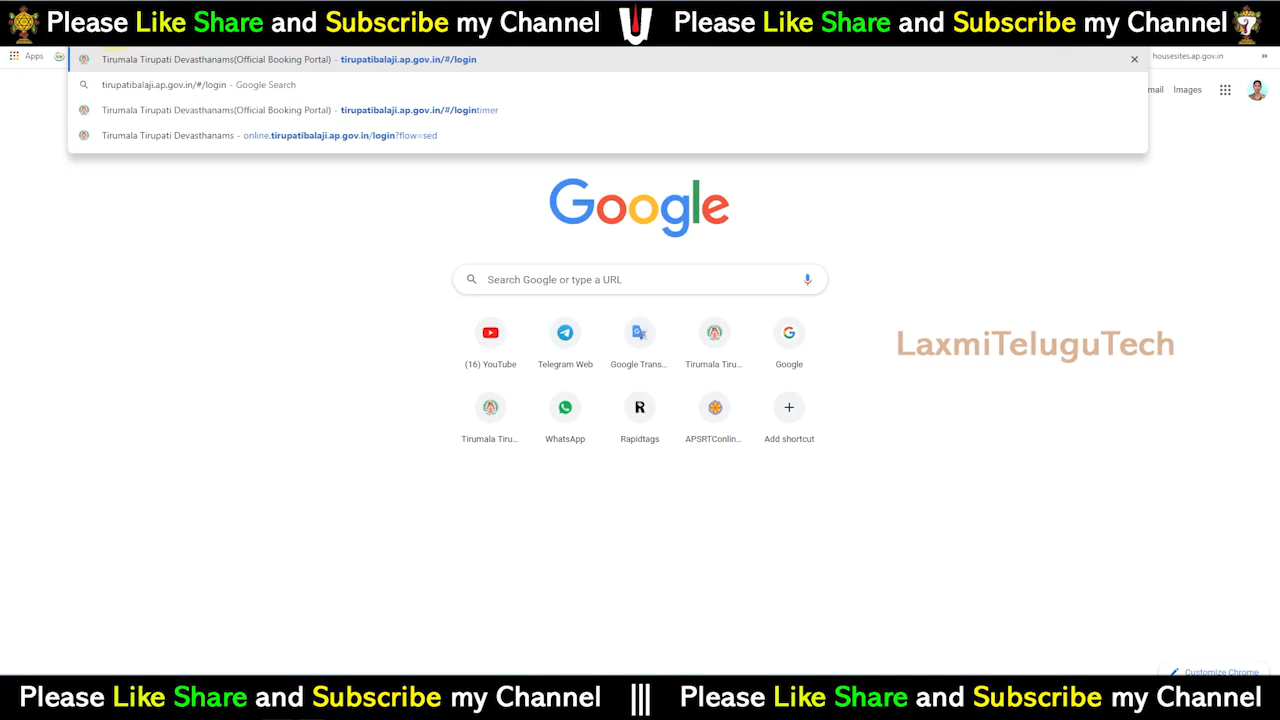 Please Like Share and Subscribe my Channel Please Like Share and Subscribe my Channel
Apps
Tirumala Tirupati Devasthanams(Official Booking Portal) - tirupatibalaji.ap.gov.in/#/login
housesites.ap.gov.in
tirupatibalaji.ap.gov.in/#/login - Google Search
mail Images
Tirumala Tirupati Devasthanams(Official Booking Portal) - tirupatibalaji.ap.gov.in/#/logintimer
Tirumala Tirupati Devasthanams - online.tirupatibalaji.ap.gov.in/login?flow=sed
Google
Search Google or type a URL
LaxmiTeluguTech
(16) YouTube Telegram Web Google Trans... Tirumala Tiru... Google
Tirumala Tiru... WhatsApp Rapidtags APSRTConlin... Add shortcut
Customize Chrome
Please Like Share and Subscribe my Channel ||| Please Like Share and Subscribe my Channel